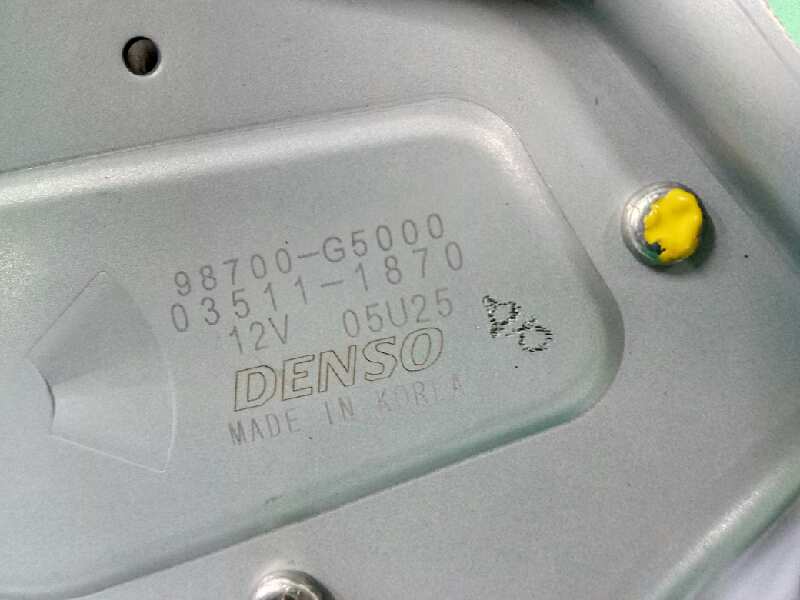 98700-G5000
03511-1870
12V 05U25
DENSO
MADE IN KOREA